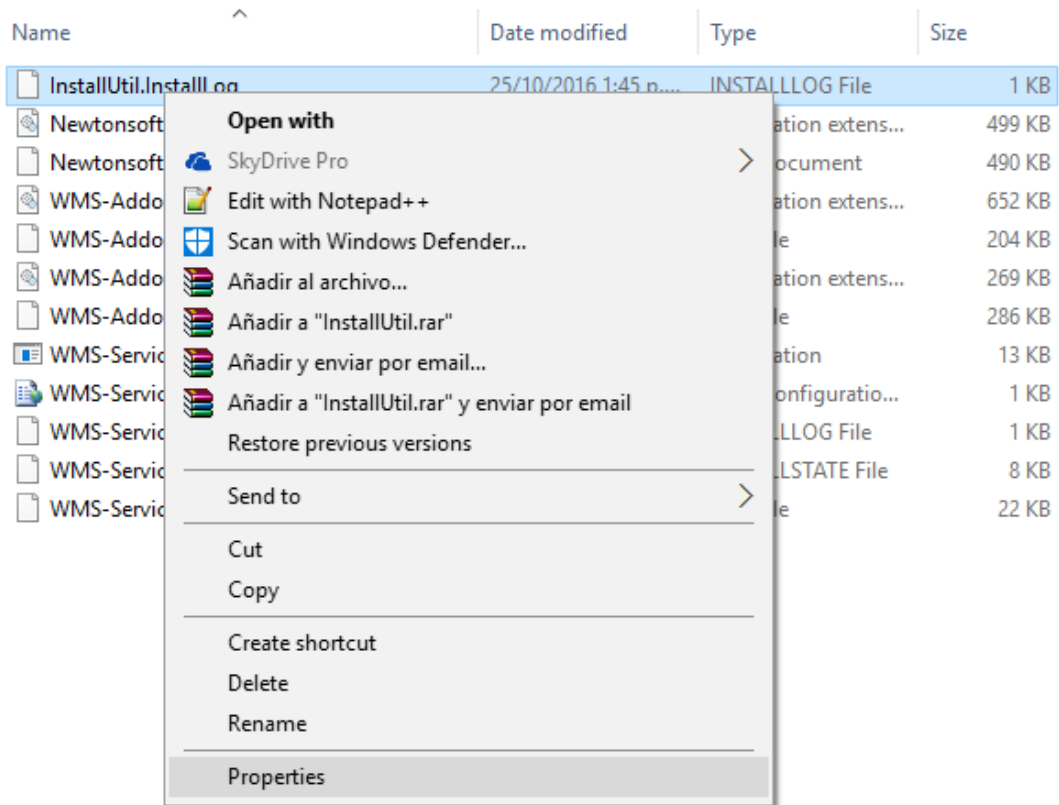 Name Date modified Type Size
InstallUtil.InstallLog 25/10/2016 1:45 p.... INSTALLLOG File 1 KB
Newtonsoft ation extens... 499 KB
Newtonsoft ocument 490 KB
WMS-Addo ation extens... 652 KB
WMS-Addo le 204 KB
WMS-Addo ation extens... 269 KB
WMS-Addo le 286 KB
WMS-Servic ation 13 KB
WMS-Servic onfiguratio... 1 KB
WMS-Servic LLOG File 1 KB
WMS-Servic LLSTATE File 8 KB
WMS-Servic le 22 KB
Open with
SkyDrive Pro
Edit with Notepad++
Scan with Windows Defender...
Añadir al archivo...
Añadir a "InstallUtil.rar"
Añadir y enviar por email...
Añadir a "InstallUtil.rar" y enviar por email
Restore previous versions
Send to
Cut
Copy
Create shortcut
Delete
Rename
Properties